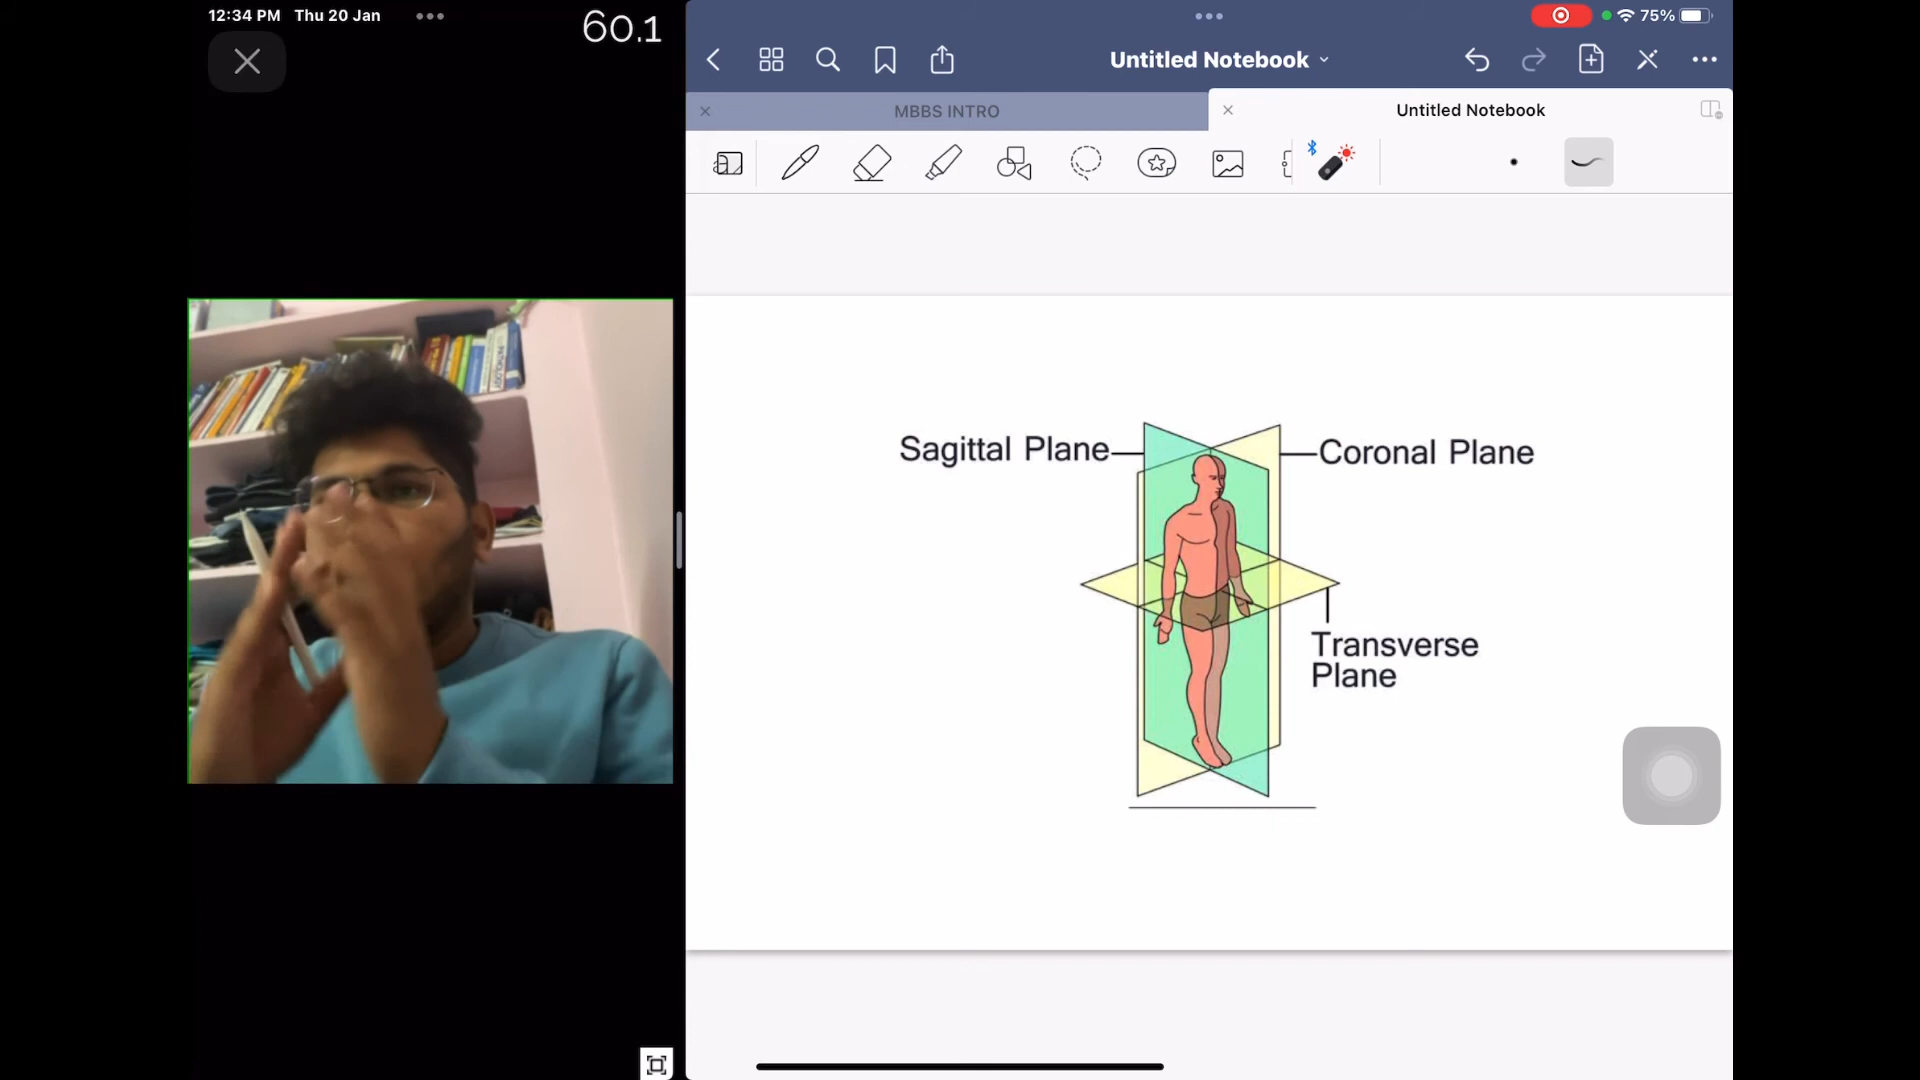 12:34 PM Thu 20 Jan
60.1
75%
Untitled Notebook
MBBS INTRO
Untitled Notebook
Sagittal Plane
Coronal Plane
Transverse
Plane